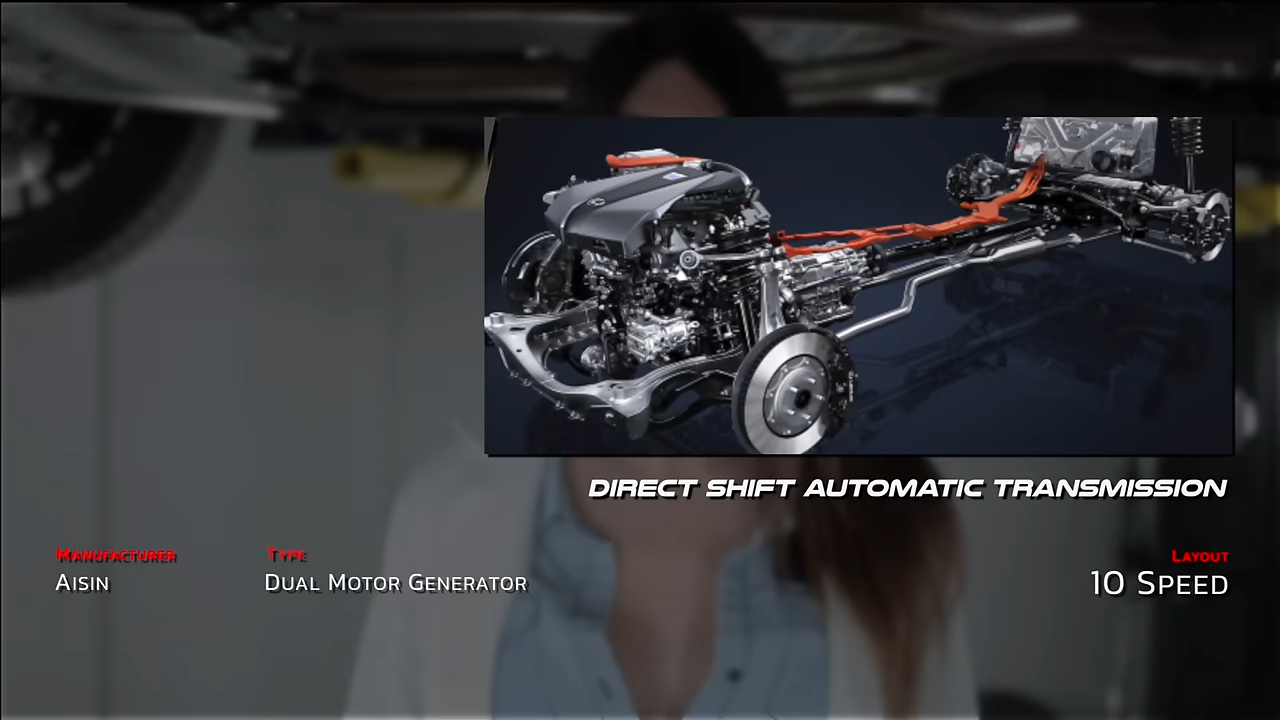 DIRECT SHIFT AUTOMATIC TRANSMISSION
MANUFACTURER TYPE LAYOUT
AISIN DUAL MOTOR GENERATOR 10 SPEED